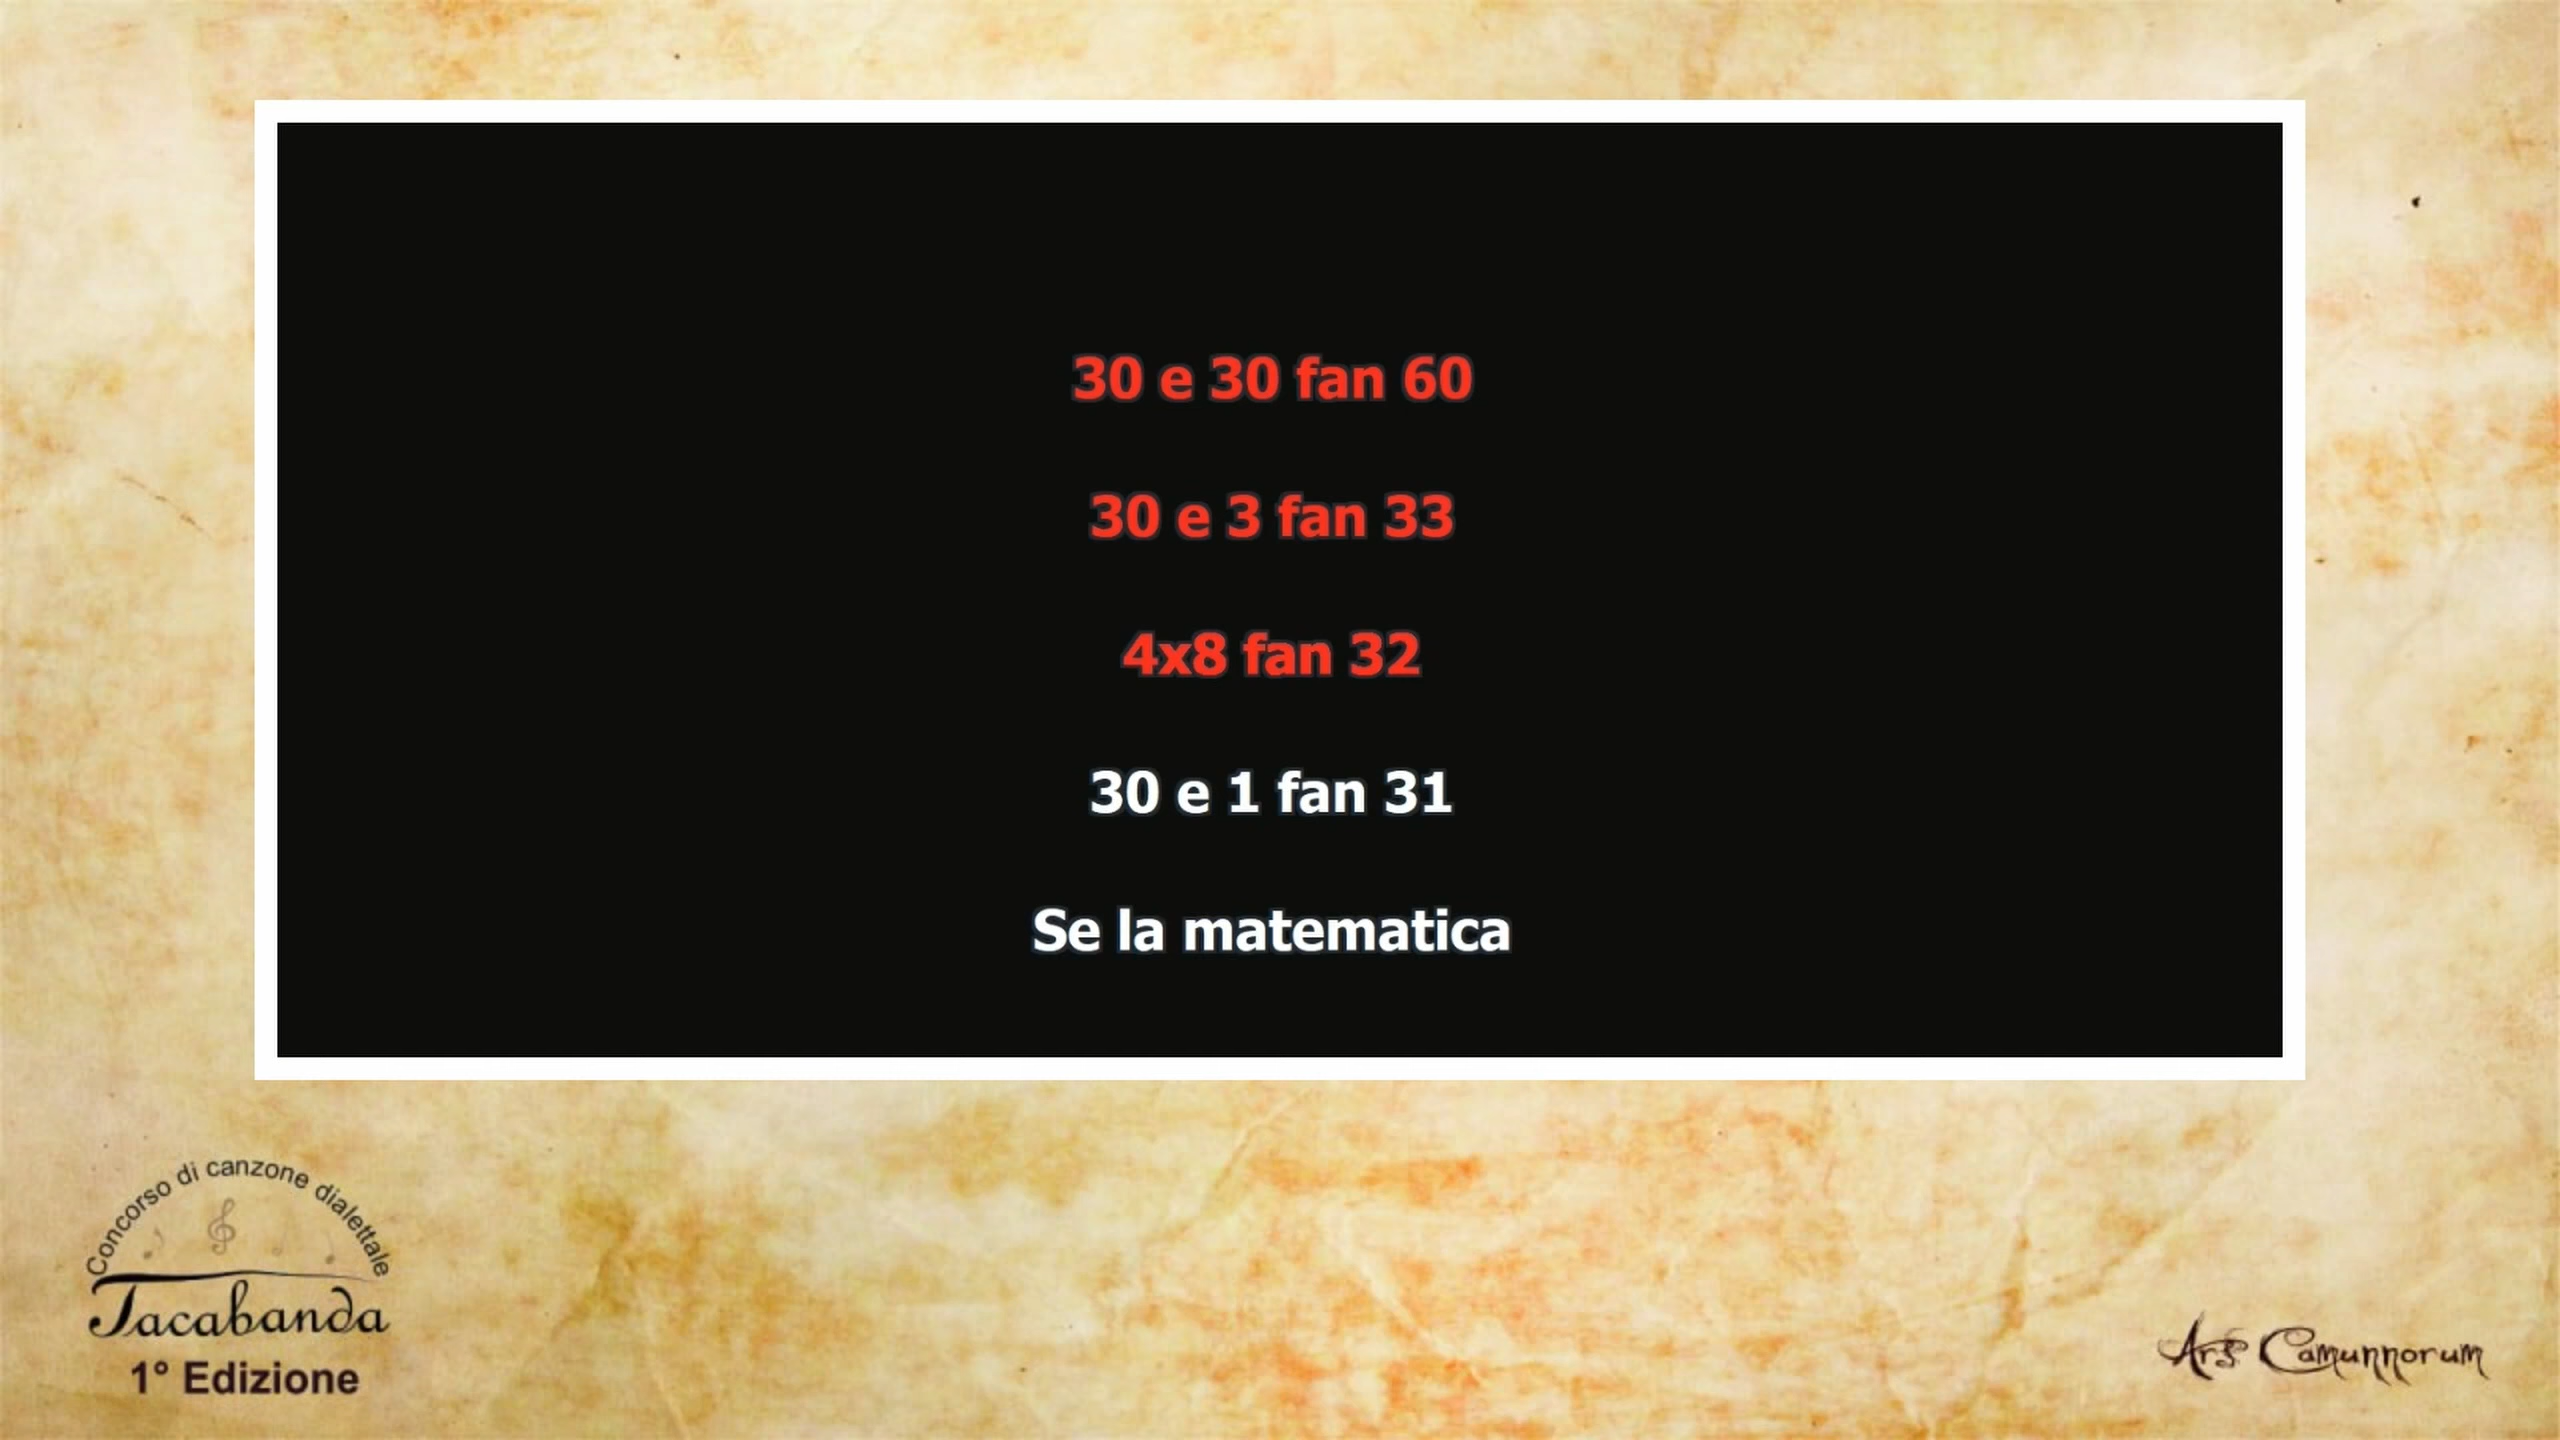 30 e 30 fan 60
30 e 3 fan 33
4x8 fan 32
30 e 1 fan 31
Se la matematica
Concorso di canzone dialettale
Tacabanda
1° Edizione
Ars Camunnorum